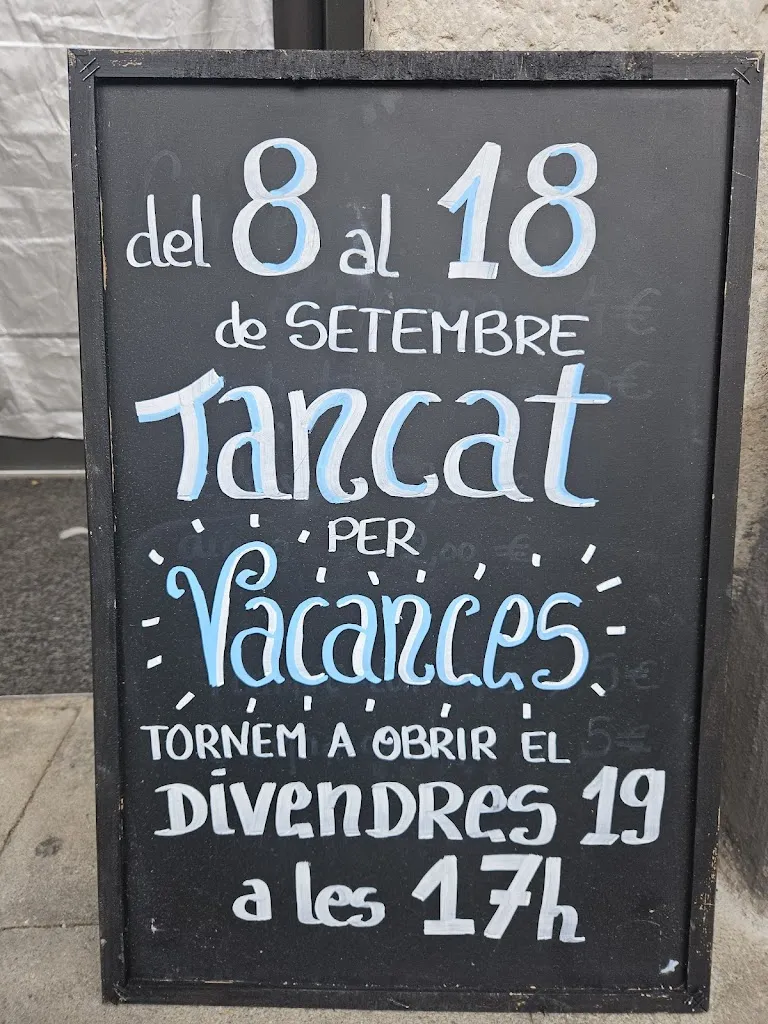 del 8 al 18
de SETEMBRE
Tancat
PER
Vacances
TORNEM A OBRIR EL
DIVENDRES 19
a les 17h